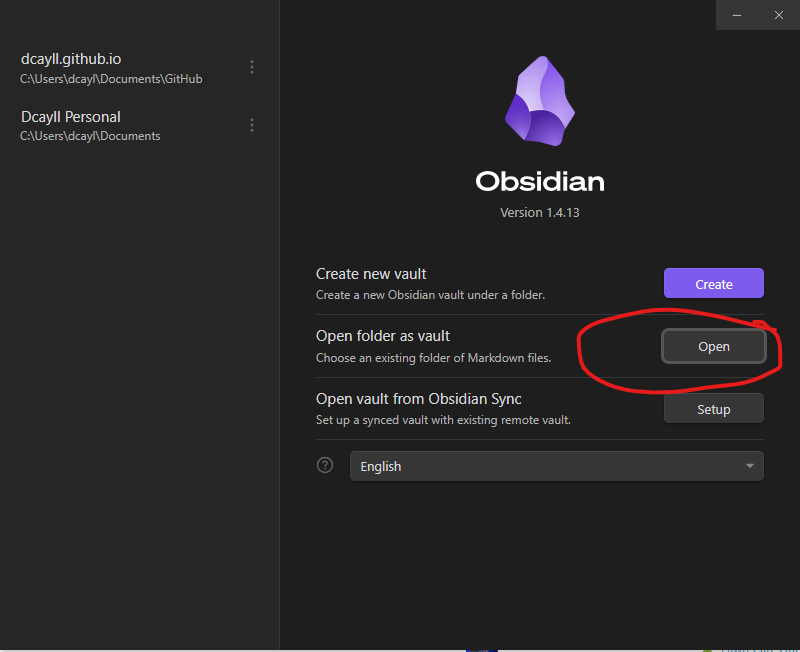 dcayll.github.io
C:\Users\dcayl\Documents\GitHub
Dcayll Personal
C:\Users\dcayl\Documents
Obsidian
Version 1.4.13
Create new vault
Create a new Obsidian vault under a folder.
Create
Open folder as vault
Choose an existing folder of Markdown files.
Open
Open vault from Obsidian Sync
Set up a synced vault with existing remote vault.
Setup
?
English